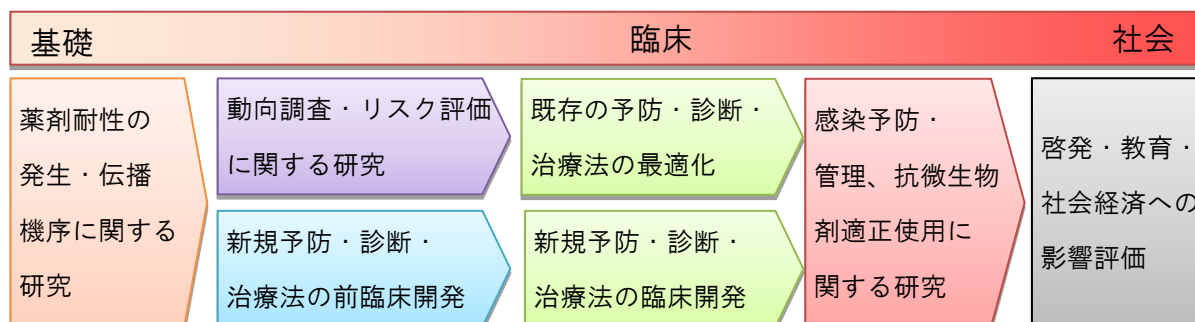 基礎
臨床
社会
薬剤耐性の
発生・伝播
機序に関する
研究
動向調査・リスク評価
に関する研究
新規予防・診断・
治療法の前臨床開発
既存の予防・診断・
治療法の最適化
新規予防・診断・
治療法の臨床開発
感染予防・
管理、抗微生物
剤適正使用に
関する研究
啓発・教育・
社会経済への
影響評価